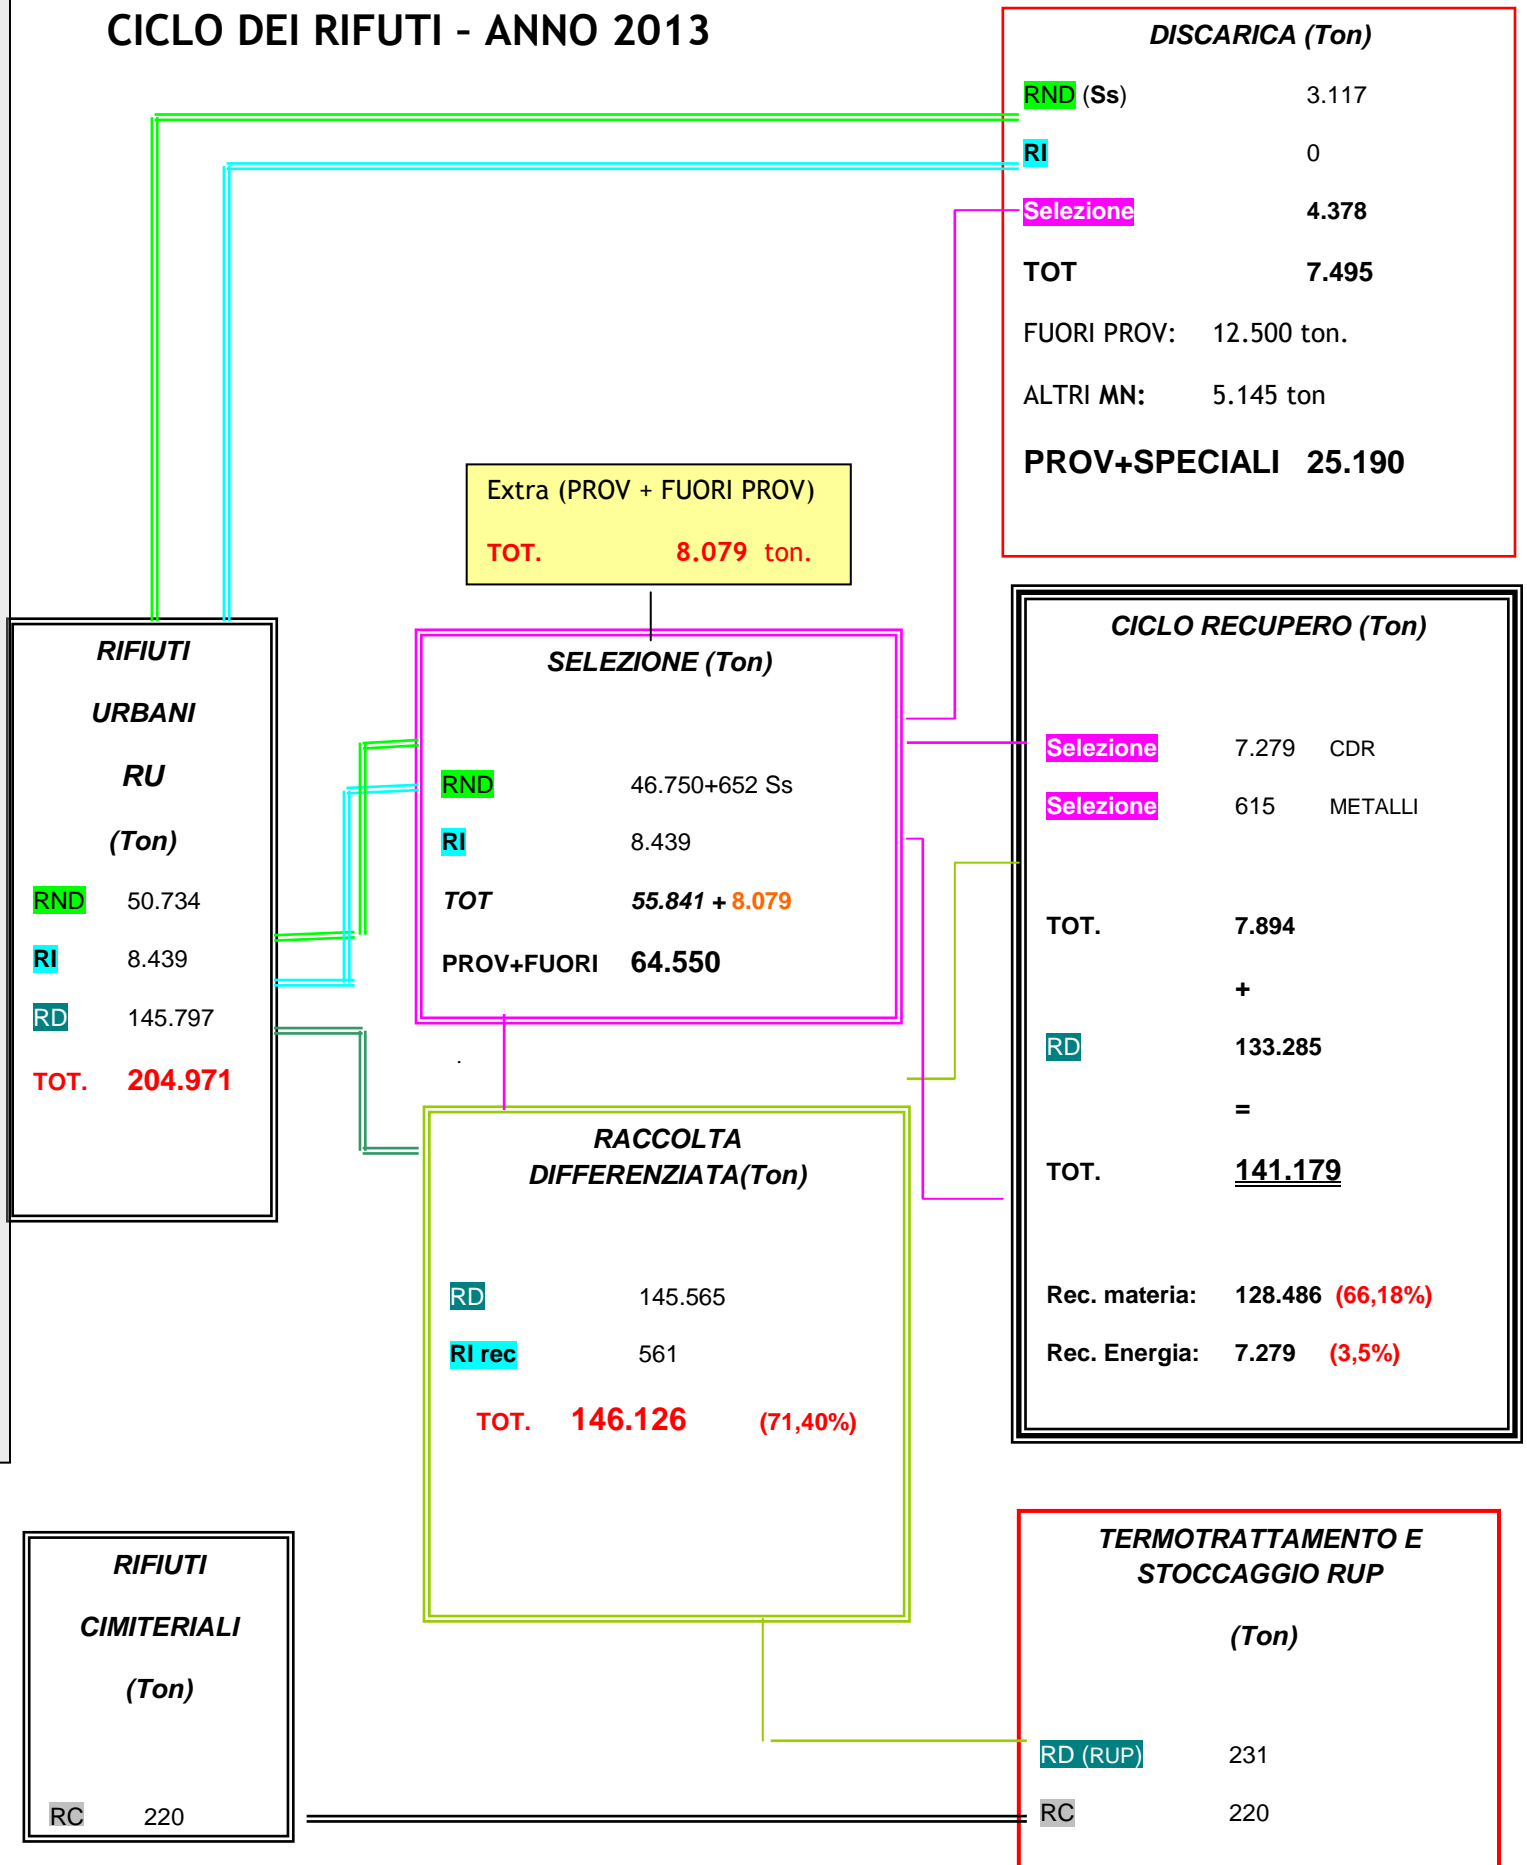 CICLO DEI RIFUTI – ANNO 2013
DISCARICA (Ton)
RND (Ss) 3.117
RI 0
Selezione 4.378
TOT 7.495
FUORI PROV: 12.500 ton.
ALTRI MN: 5.145 ton
PROV+SPECIALI 25.190
Extra (PROV + FUORI PROV)
TOT. 8.079 ton.
RIFIUTI
URBANI
RU
(Ton)
RND 50.734
RI 8.439
RD 145.797
TOT. 204.971
SELEZIONE (Ton)
RND 46.750+652 Ss
RI 8.439
TOT 55.841 + 8.079
PROV+FUORI 64.550
.
CICLO RECUPERO (Ton)
Selezione 7.279 CDR
Selezione 615 METALLI
TOT. 7.894
+
RD 133.285
=
TOT. 141.179
Rec. materia: 128.486 (66,18%)
Rec. Energia: 7.279 (3,5%)
RACCOLTA
DIFFERENZIATA(Ton)
RD 145.565
RI rec 561
TOT. 146.126 (71,40%)
RIFIUTI
CIMITERIALI
(Ton)
RC 220
TERMOTRATTAMENTO E
STOCCAGGIO RUP
(Ton)
RD (RUP) 231
RC 220